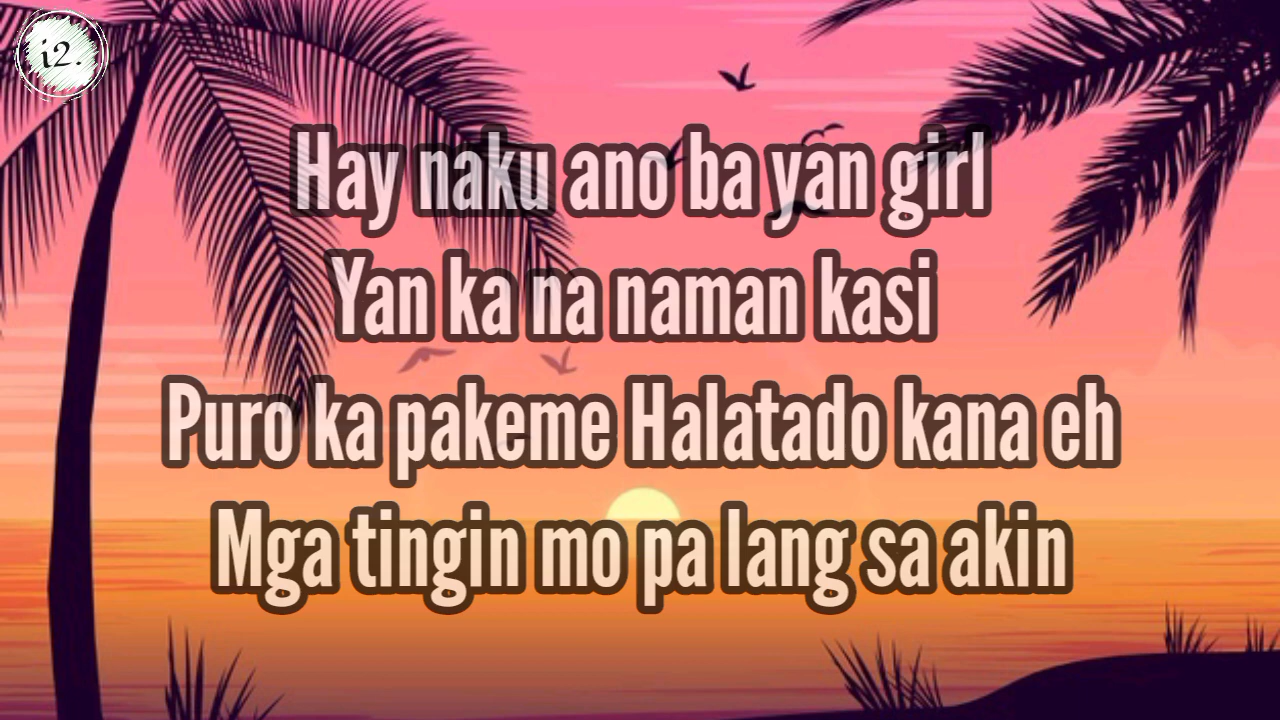 i2.
Hay naku ano ba yan girl
Yan ka na naman kasi
Puro ka pakeme Halatado kana eh
Mga tingin mo pa lang sa akin